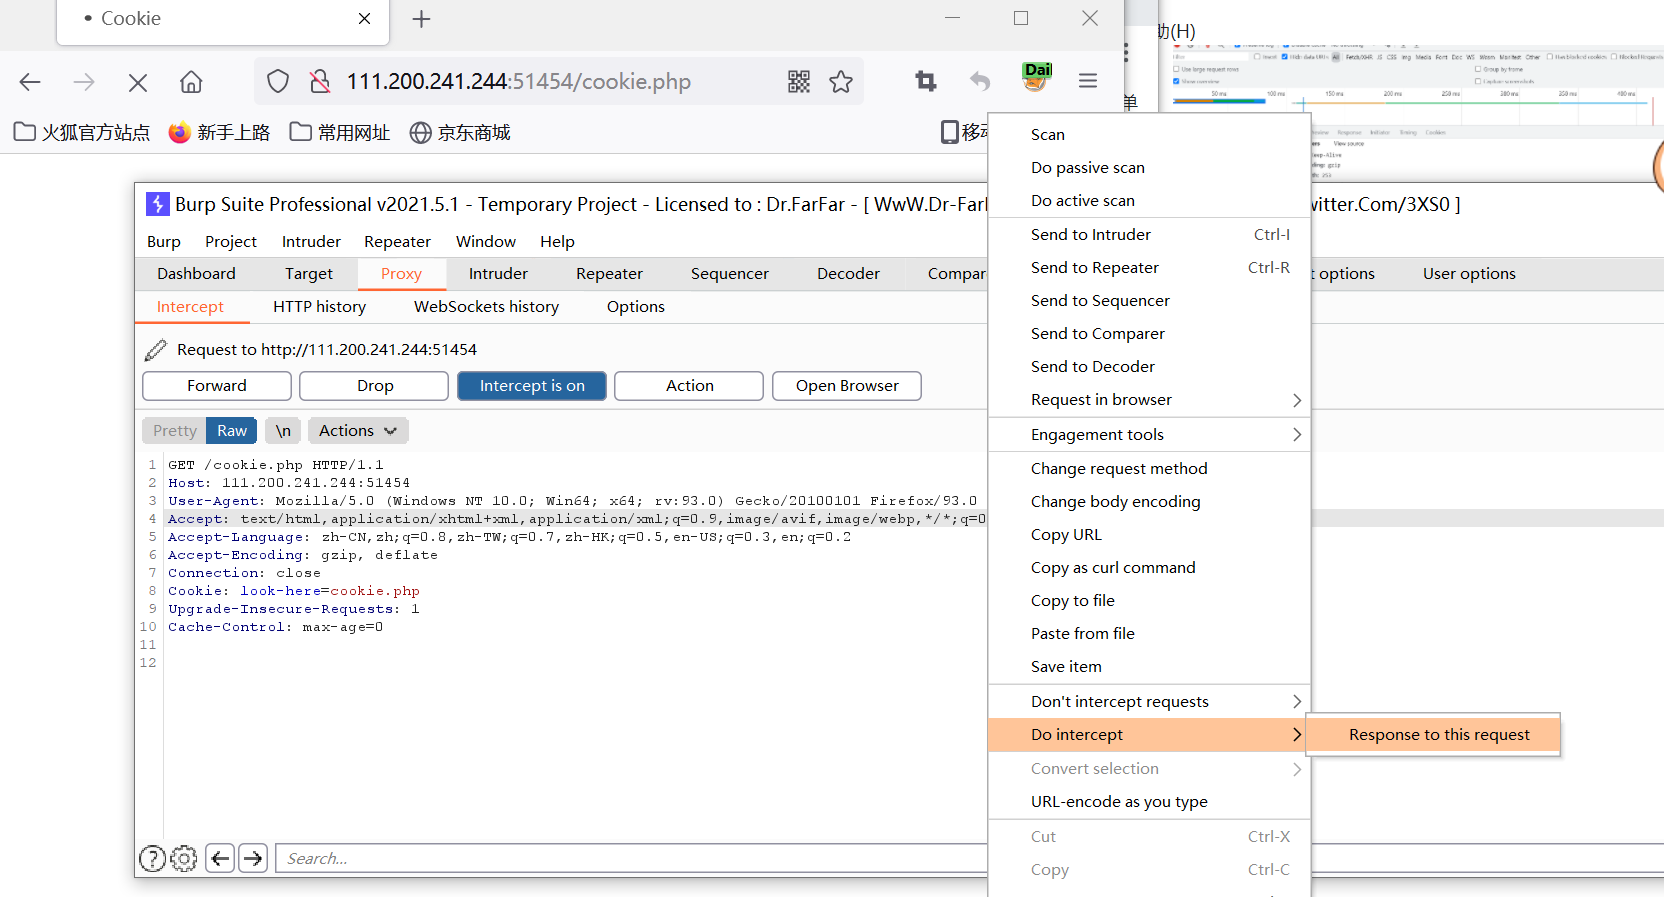 Cookie
助(H)
111.200.241.244:51454/cookie.php
Dail
单
火狐官方站点 新手上路 常用网址 京东商城
Burp Suite Professional v2021.5.1 - Temporary Project - Licensed to : Dr.FarFar - [ WwW.Dr-Farl
witter.Com/3XS0 ]
Burp Project Intruder Repeater Window Help
Dashboard Target Proxy Intruder Repeater Sequencer Decoder Compar
t options User options
Intercept HTTP history WebSockets history Options
Request to http://111.200.241.244:51454
Forward Drop Intercept is on Action Open Browser
Pretty Raw \n Actions
1 GET /cookie.php HTTP/1.1
2 Host: 111.200.241.244:51454
3 User-Agent: Mozilla/5.0 (Windows NT 10.0; Win64; x64; rv:93.0) Gecko/20100101 Firefox/93.0
4 Accept: text/html,application/xhtml+xml,application/xml;q=0.9,image/avif,image/webp,*/*;q=0
5 Accept-Language: zh-CN,zh;q=0.8,zh-TW;q=0.7,zh-HK;q=0.5,en-US;q=0.3,en;q=0.2
6 Accept-Encoding: gzip, deflate
7 Connection: close
8 Cookie: look-here=cookie.php
9 Upgrade-Insecure-Requests: 1
10 Cache-Control: max-age=0
11
12
Search...
Scan
Do passive scan
Do active scan
Send to Intruder Ctrl-I
Send to Repeater Ctrl-R
Send to Sequencer
Send to Comparer
Send to Decoder
Request in browser
Engagement tools
Change request method
Change body encoding
Copy URL
Copy as curl command
Copy to file
Paste from file
Save item
Don't intercept requests
Do intercept
Response to this request
Convert selection
URL-encode as you type
Cut Ctrl-X
Copy Ctrl-C